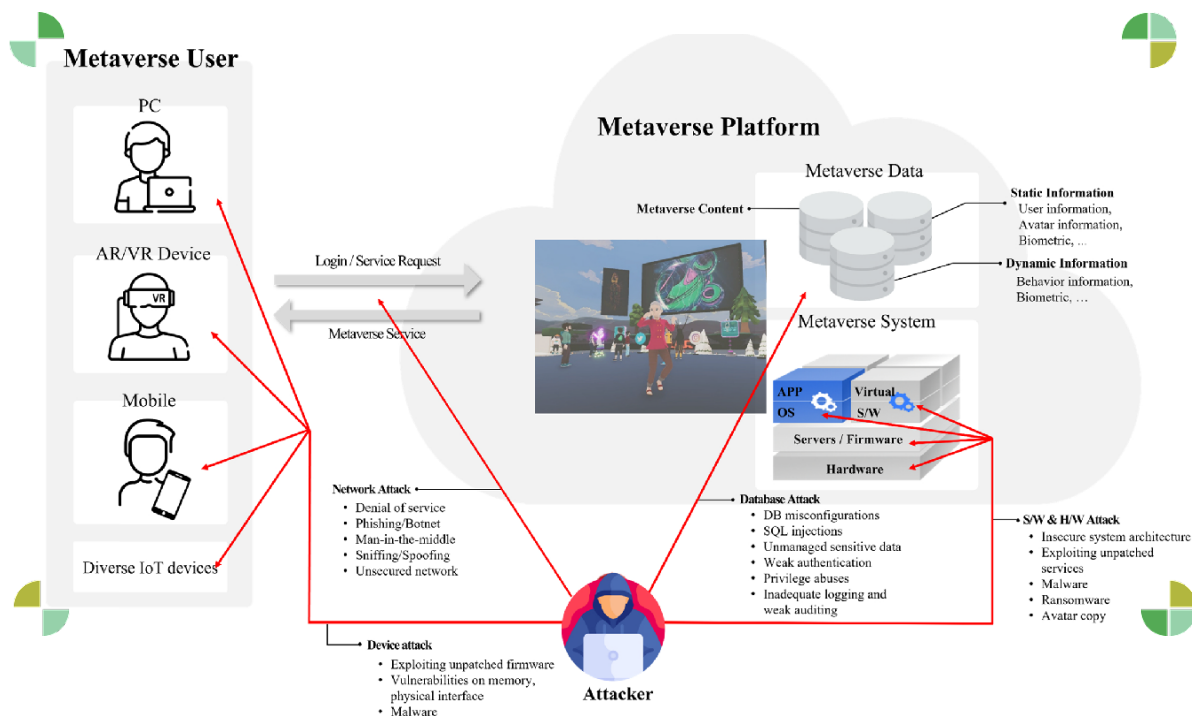 Metaverse User
PC
AR/VR Device
VR
Mobile
Diverse IoT devices
Login / Service Request
Metaverse Service
Metaverse Platform
Metaverse Data
Metaverse Content
Static Information
User information,
Avatar information,
Biometric, ...
Dynamic Information
Behavior information,
Biometric, …
Metaverse System
APP
OS
Virtual
S/W
Servers / Firmware
Hardware
Network Attack
• Denial of service
• Phishing/Botnet
• Man-in-the-middle
• Sniffing/Spoofing
• Unsecured network
Database Attack
• DB misconfigurations
• SQL injections
• Unmanaged sensitive data
• Weak authentication
• Privilege abuses
• Inadequate logging and
weak auditing
S/W & H/W Attack
• Insecure system architecture
• Exploiting unpatched
services
• Malware
• Ransomware
• Avatar copy
Device attack
• Exploiting unpatched firmware
• Vulnerabilities on memory,
physical interface
• Malware
Attacker